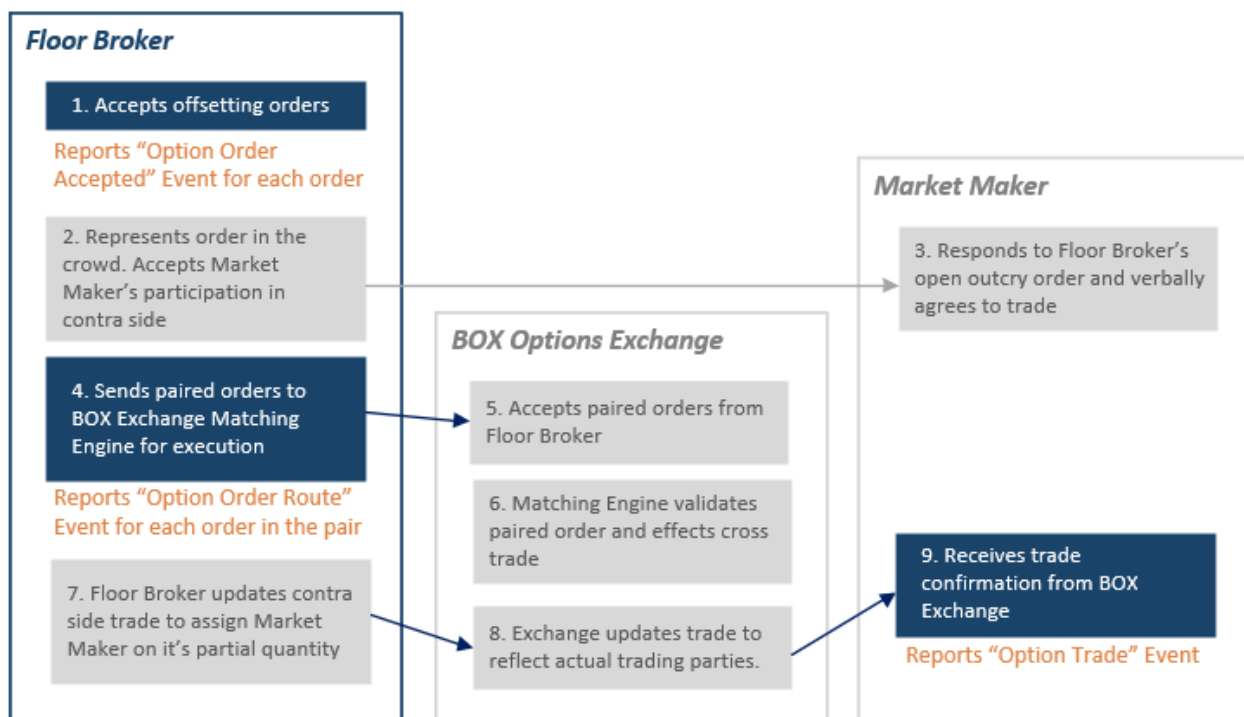 Floor Broker
1. Accepts offsetting orders
Reports “Option Order
Accepted” Event for each order
2. Represents order in the
crowd. Accepts Market
Maker’s participation in
contra side
4. Sends paired orders to
BOX Exchange Matching
Engine for execution
Reports “Option Order Route”
Event for each order in the pair
7. Floor Broker updates contra
side trade to assign Market
Maker on it’s partial quantity
BOX Options Exchange
5. Accepts paired orders from
Floor Broker
6. Matching Engine validates
paired order and effects cross
trade
8. Exchange updates trade to
reflect actual trading parties.
Market Maker
3. Responds to Floor Broker’s
open outcry order and verbally
agrees to trade
9. Receives trade
confirmation from BOX
Exchange
Reports “Option Trade” Event